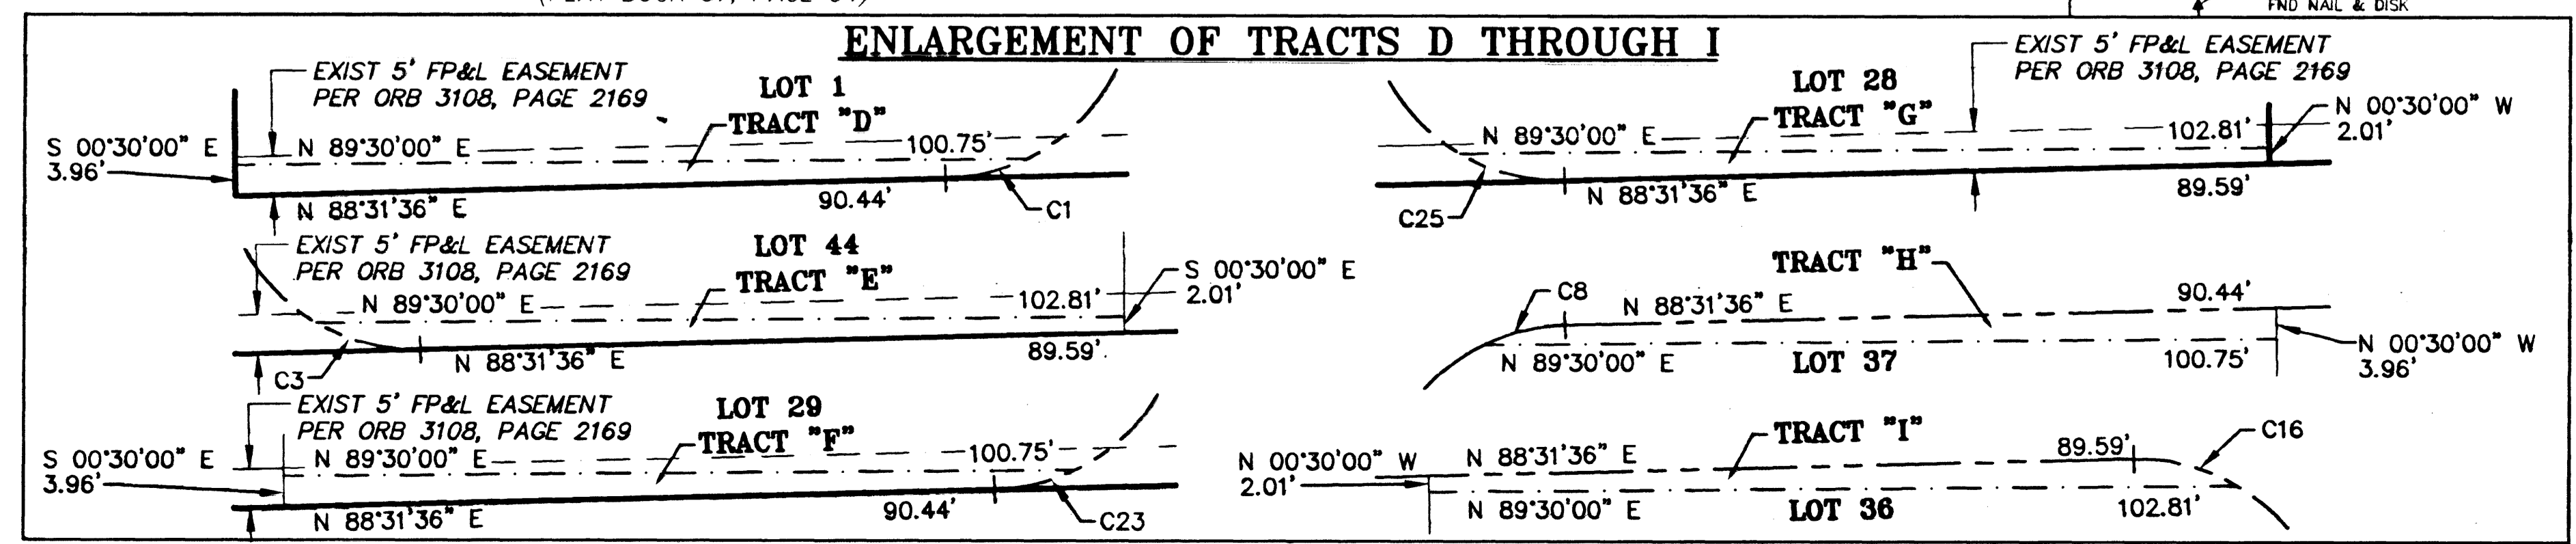 FND NAIL & DISK
ENLARGEMENT OF TRACTS D THROUGH I
EXIST 5' FP&L EASEMENT
PER ORB 3108, PAGE 2169
LOT 1
TRACT "D"
S 00°30'00" E
3.96'
N 89°30'00" E
100.75'
N 88°31'36" E
90.44'
C1
LOT 28
TRACT "G"
EXIST 5' FP&L EASEMENT
PER ORB 3108, PAGE 2169
N 00°30'00" W
2.01'
N 89°30'00" E
102.81'
C25
N 88°31'36" E
89.59'
EXIST 5' FP&L EASEMENT
PER ORB 3108, PAGE 2169
LOT 44
TRACT "E"
S 00°30'00" E
2.01'
N 89°30'00" E
102.81'
C3
N 88°31'36" E
89.59'
TRACT "H"
C8
N 88°31'36" E
90.44'
N 89°30'00" E
LOT 37
100.75'
N 00°30'00" W
3.96'
EXIST 5' FP&L EASEMENT
PER ORB 3108, PAGE 2169
LOT 29
TRACT "F"
S 00°30'00" E
3.96'
N 89°30'00" E
100.75'
N 88°31'36" E
90.44'
C23
TRACT "I"
N 00°30'00" W
2.01'
N 88°31'36" E
89.59'
C16
N 89°30'00" E
LOT 36
102.81'